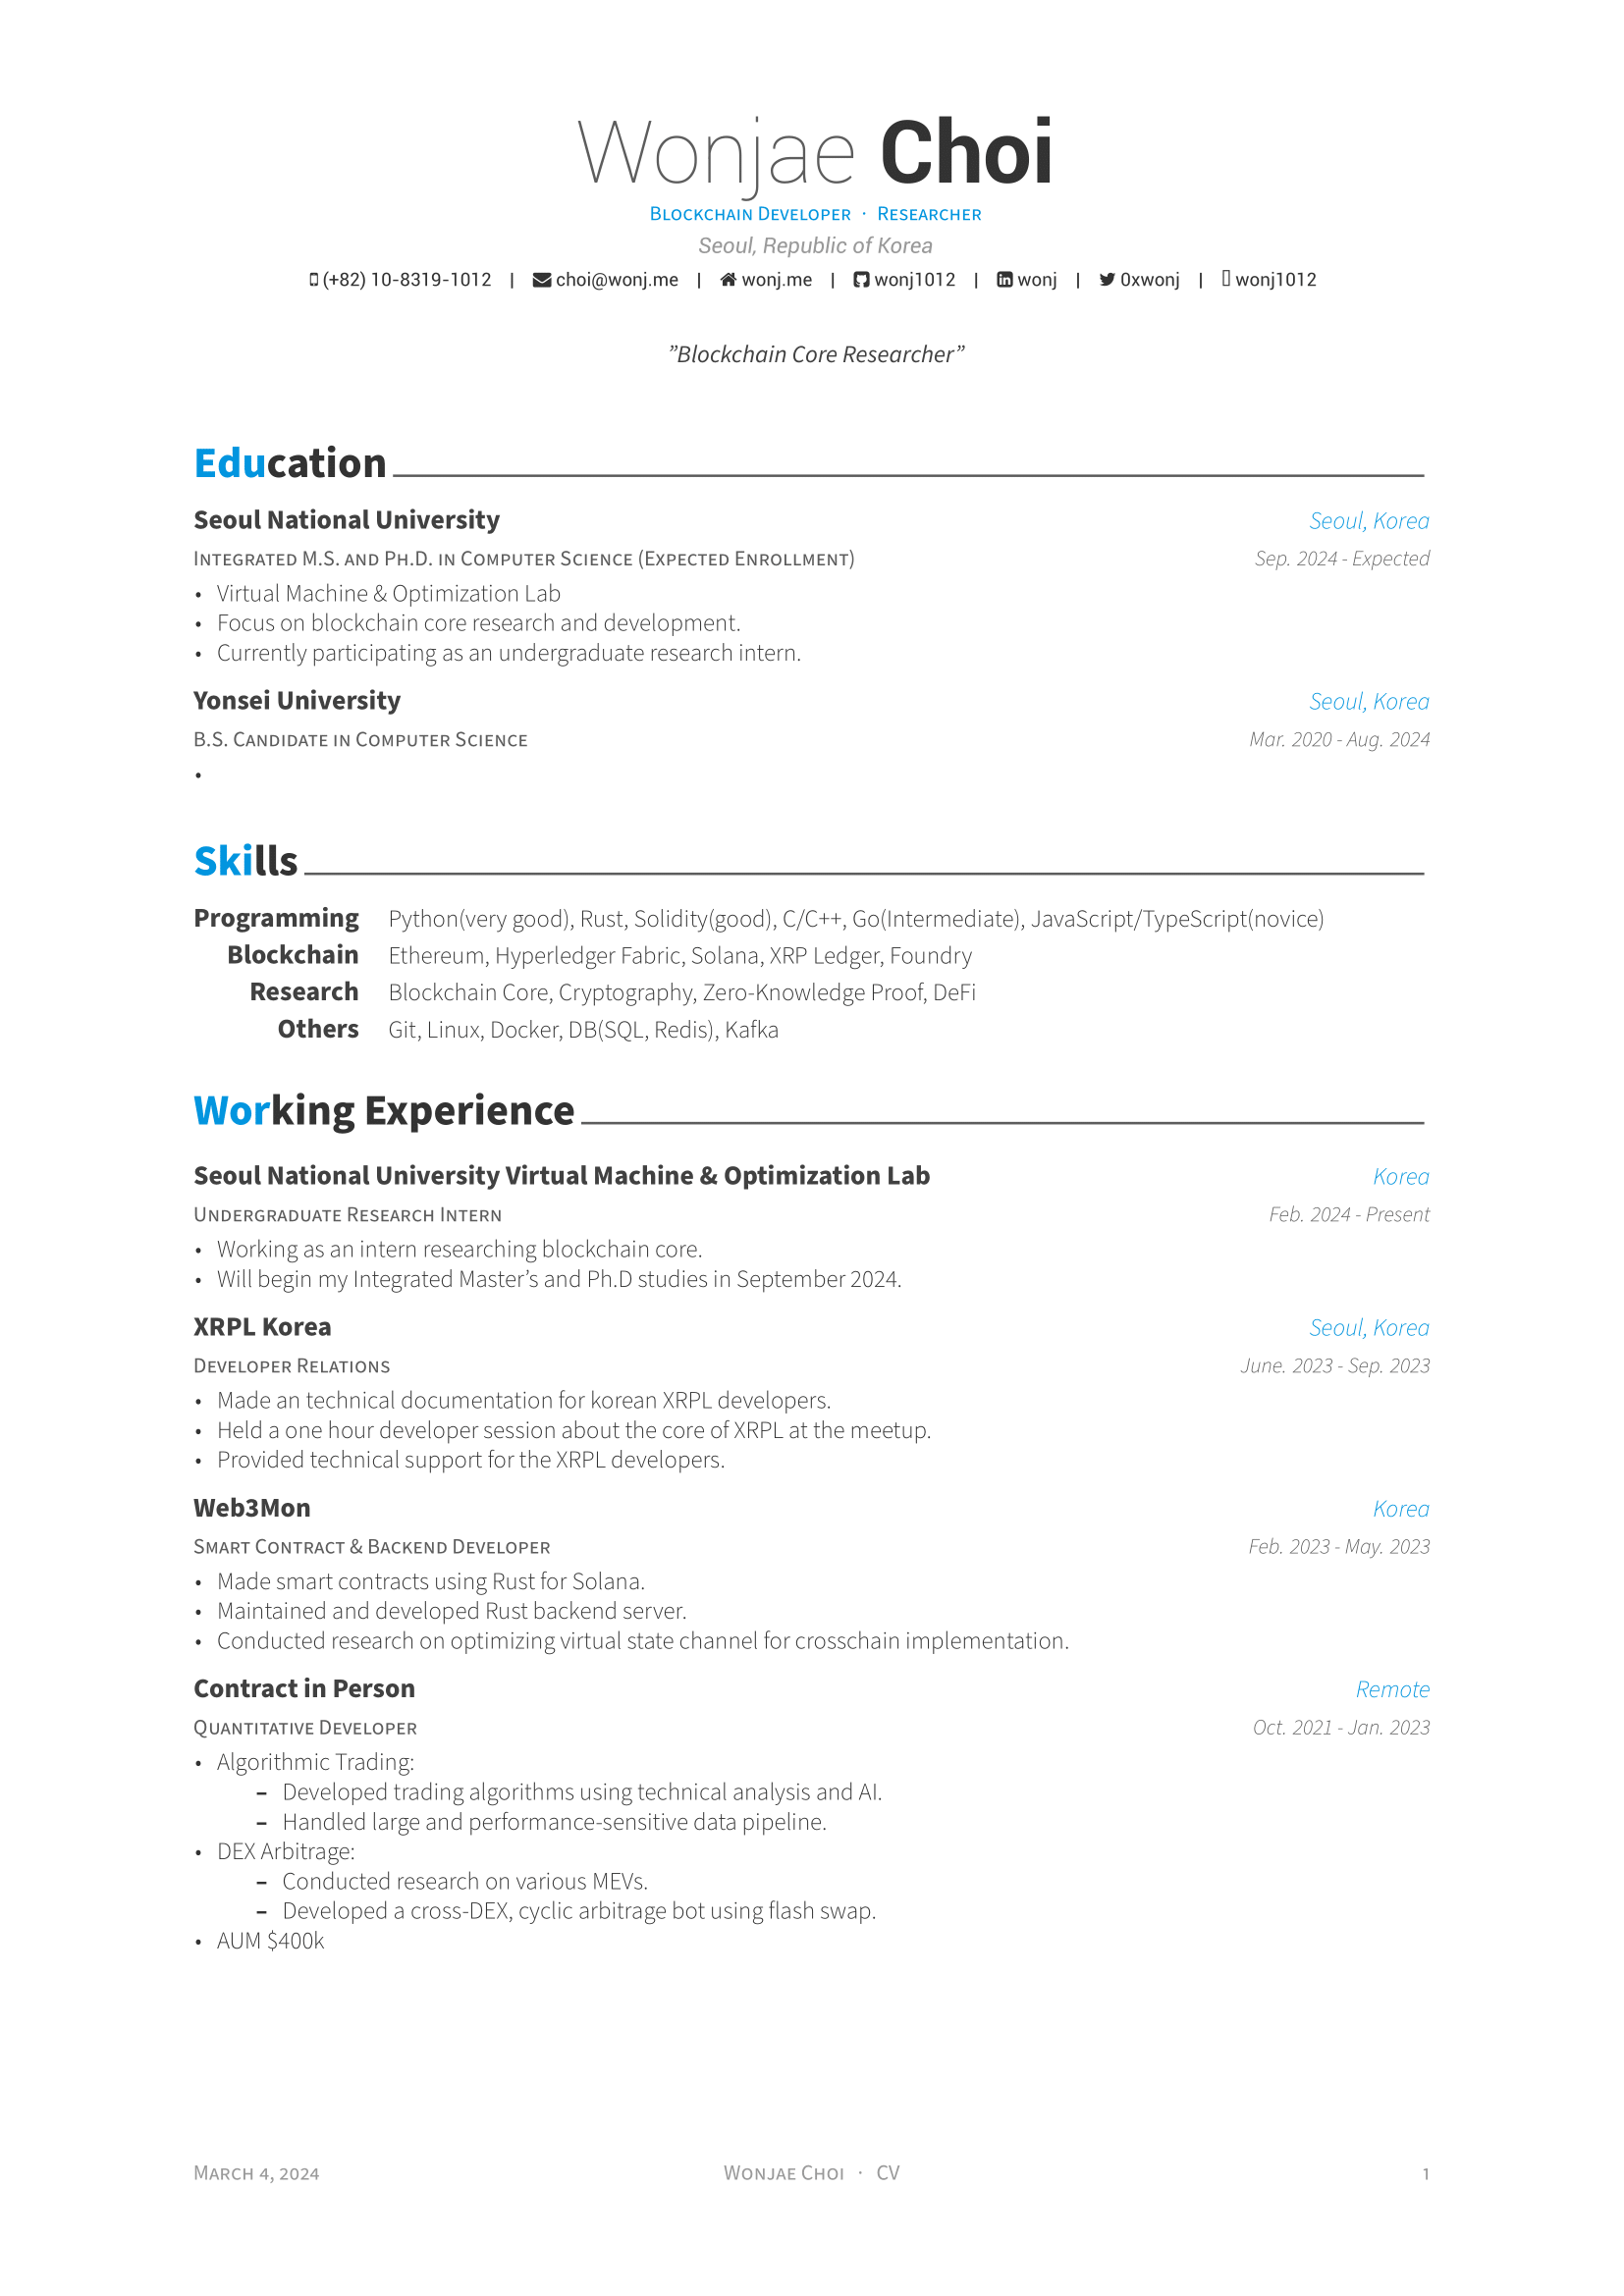 Wonjae Choi
Blockchain Developer · Researcher
Seoul, Republic of Korea
(+82) 10-8319-1012 | choi@wonj.me | wonj.me | wonj1012 | wonj | 0xwonj | wonj1012
”Blockchain Core Researcher”
Education
Seoul National University Seoul, Korea
Integrated M.S. and Ph.D. in Computer Science (Expected Enrollment) Sep. 2024 - Expected
• Virtual Machine & Optimization Lab
• Focus on blockchain core research and development.
• Currently participating as an undergraduate research intern.
Yonsei University Seoul, Korea
B.S. Candidate in Computer Science Mar. 2020 - Aug. 2024
•
Skills
Programming Python(very good), Rust, Solidity(good), C/C++, Go(Intermediate), JavaScript/TypeScript(novice)
Blockchain Ethereum, Hyperledger Fabric, Solana, XRP Ledger, Foundry
Research Blockchain Core, Cryptography, Zero-Knowledge Proof, DeFi
Others Git, Linux, Docker, DB(SQL, Redis), Kafka
Working Experience
Seoul National University Virtual Machine & Optimization Lab Korea
Undergraduate Research Intern Feb. 2024 - Present
• Working as an intern researching blockchain core.
• Will begin my Integrated Master’s and Ph.D studies in September 2024.
XRPL Korea Seoul, Korea
Developer Relations June. 2023 - Sep. 2023
• Made an technical documentation for korean XRPL developers.
• Held a one hour developer session about the core of XRPL at the meetup.
• Provided technical support for the XRPL developers.
Web3Mon Korea
Smart Contract & Backend Developer Feb. 2023 - May. 2023
• Made smart contracts using Rust for Solana.
• Maintained and developed Rust backend server.
• Conducted research on optimizing virtual state channel for crosschain implementation.
Contract in Person Remote
Quantitative Developer Oct. 2021 - Jan. 2023
• Algorithmic Trading:
– Developed trading algorithms using technical analysis and AI.
– Handled large and performance-sensitive data pipeline.
• DEX Arbitrage:
– Conducted research on various MEVs.
– Developed a cross-DEX, cyclic arbitrage bot using flash swap.
• AUM $400k
March 4, 2024 Wonjae Choi · CV 1